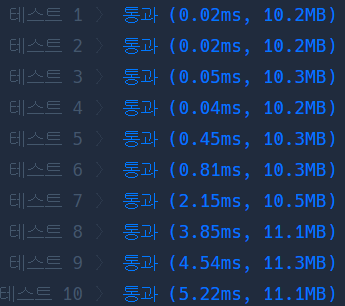 테스트 1 〉 통과 (0.02ms, 10.2MB)
테스트 2 〉 통과 (0.02ms, 10.2MB)
테스트 3 〉 통과 (0.05ms, 10.3MB)
테스트 4 〉 통과 (0.04ms, 10.2MB)
테스트 5 〉 통과 (0.45ms, 10.3MB)
테스트 6 〉 통과 (0.81ms, 10.3MB)
테스트 7 〉 통과 (2.15ms, 10.5MB)
테스트 8 〉 통과 (3.85ms, 11.1MB)
테스트 9 〉 통과 (4.54ms, 11.3MB)
테스트 10 〉 통과 (5.22ms, 11.1MB)